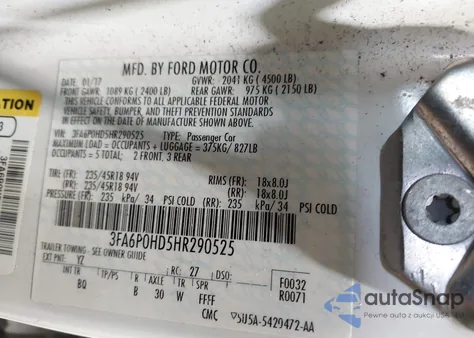 MFD. BY FORD MOTOR CO.
DATE: 01/17 GVWR: 2041 KG (4500 LB)
FRONT GAWR: 1089 KG (2400 LB) REAR GAWR: 975 KG (2150 LB)
THIS VEHICLE CONFORMS TO ALL APPLICABLE FEDERAL MOTOR
VEHICLE SAFETY, BUMPER, AND THEFT PREVENTION STANDARDS
IN EFFECT ON THE DATE OF MANUFACTURE SHOWN ABOVE.
VIN: 3FA6P0HD5HR290525 TYPE: Passenger Car
MAXIMUM LOAD = OCCUPANTS + LUGGAGE = 375KG/ 827LB
OCCUPANTS = 5 TOTAL; 2 FRONT, 3 REAR
TIRE (FR): 235/45R18 94V RIMS (FR): 18x8.0J
(RR): 235/45R18 94V (RR): 18x8.0J
PRESSURE (FR): 235 kPa/ 34 PSI COLD (RR): 235 kPa/ 34 PSI COLD
3FA6P0HD5HR290525
TRAILER TOWING - SEE OWNER GUIDE
EXT PNT: YZ RC: 27 DSO: F0032
INT TR TP/PS R AXLE TR SPR R0071
BQ B 30 W FFFF
CMC
autoSnap